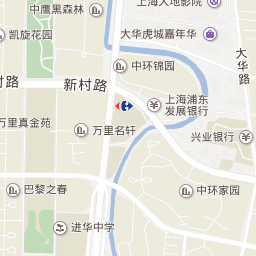 中鹰黑森林
上海大地影院
凯旋花园
大华虎城嘉年华
中环锦园
大华路
村路
新村路
上海浦东
发展银行
万里真金苑
万里名轩
兴业银行
巴黎之春
中环家园
进华中学